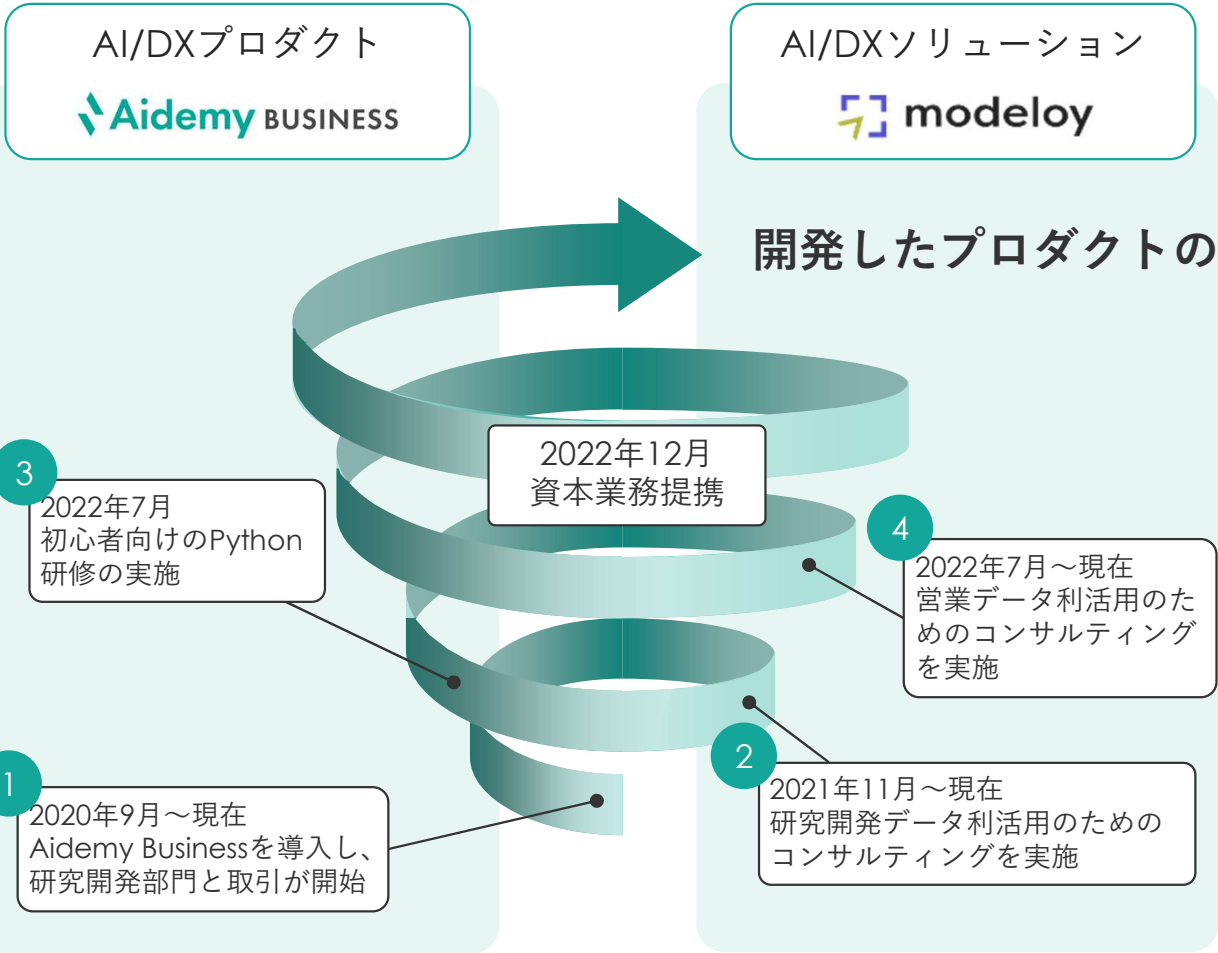 AI/DXプロダクト
Aidemy BUSINESS
AI/DXソリューション
modeloy
開発したプロダクトの
2022年12月
資本業務提携
3
2022年7月
初心者向けのPython
研修の実施
4
2022年7月～現在
営業データ利活用のた
めのコンサルティング
を実施
2
2021年11月～現在
研究開発データ利活用のための
コンサルティングを実施
1
2020年9月～現在
Aidemy Businessを導入し、
研究開発部門と取引が開始